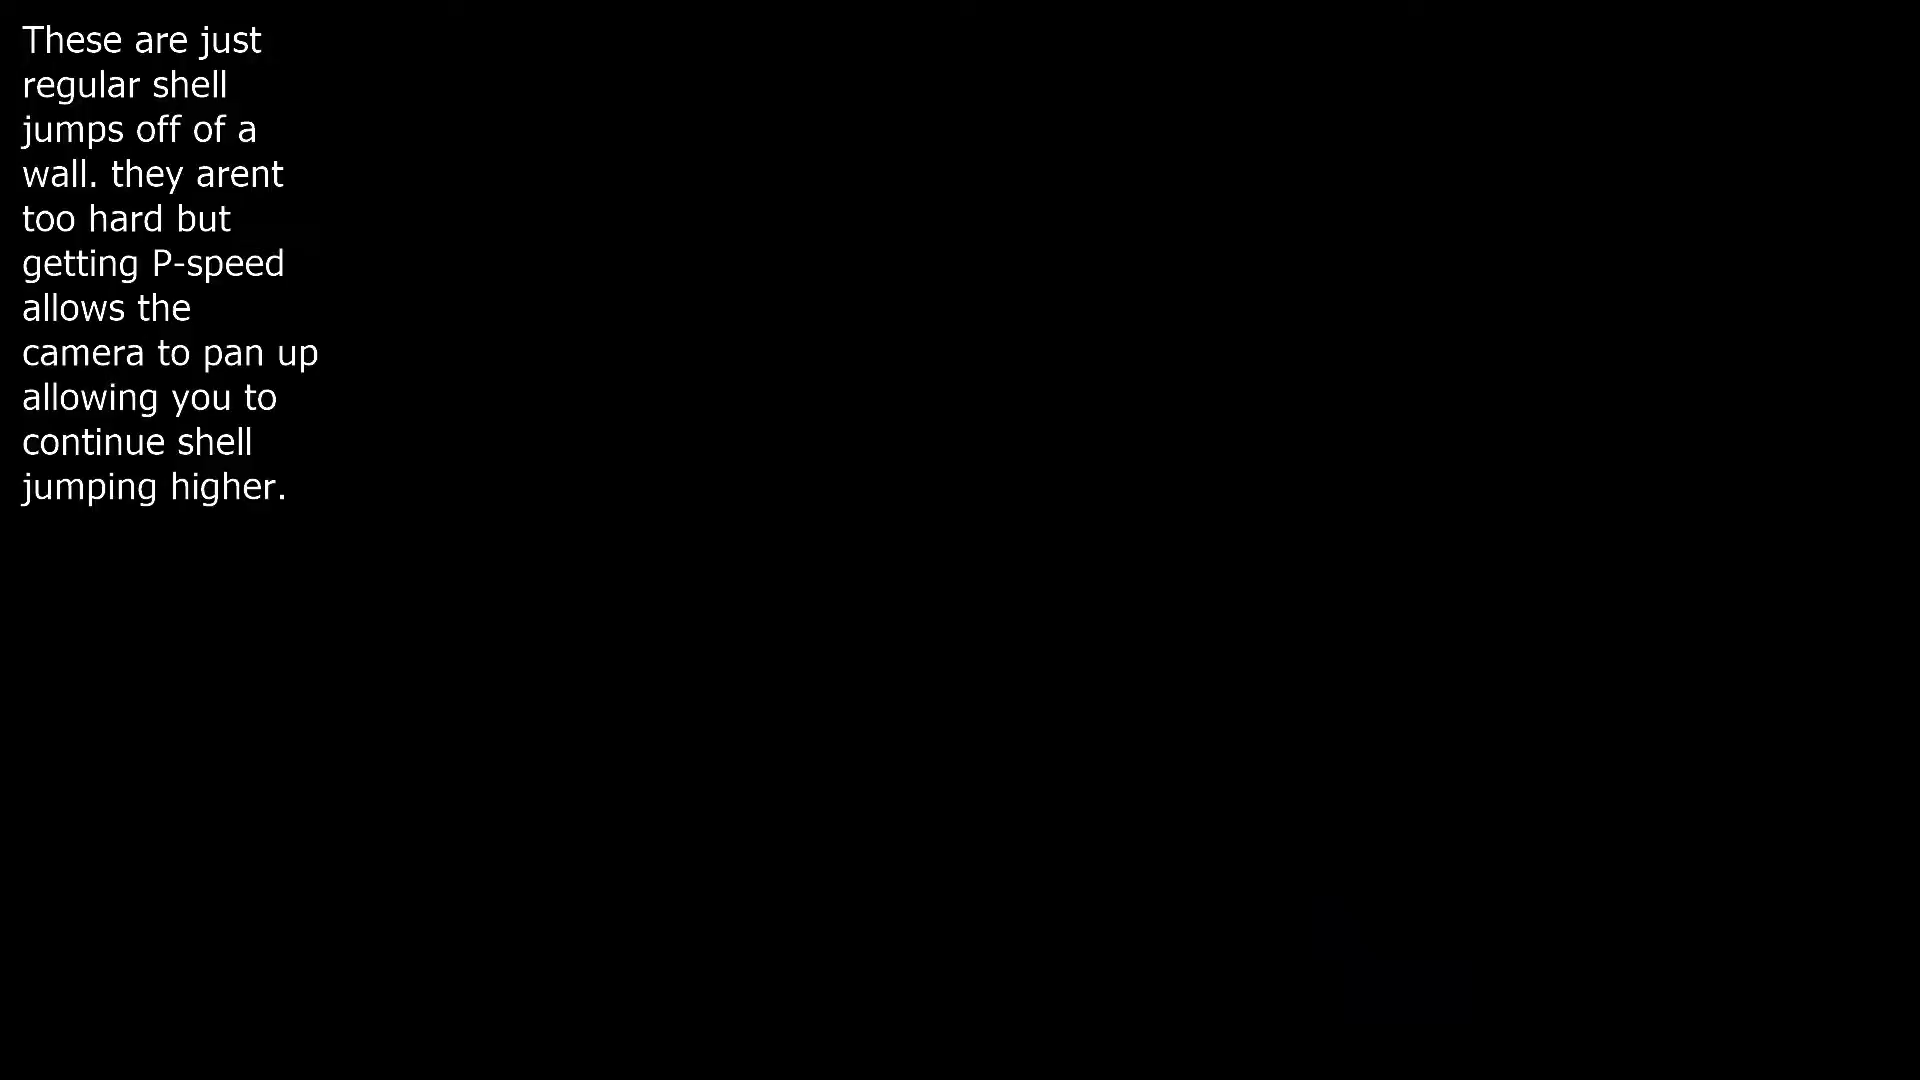 These are just
regular shell
jumps off of a
wall. they arent
too hard but
getting P-speed
allows the
camera to pan up
allowing you to
continue shell
jumping higher.